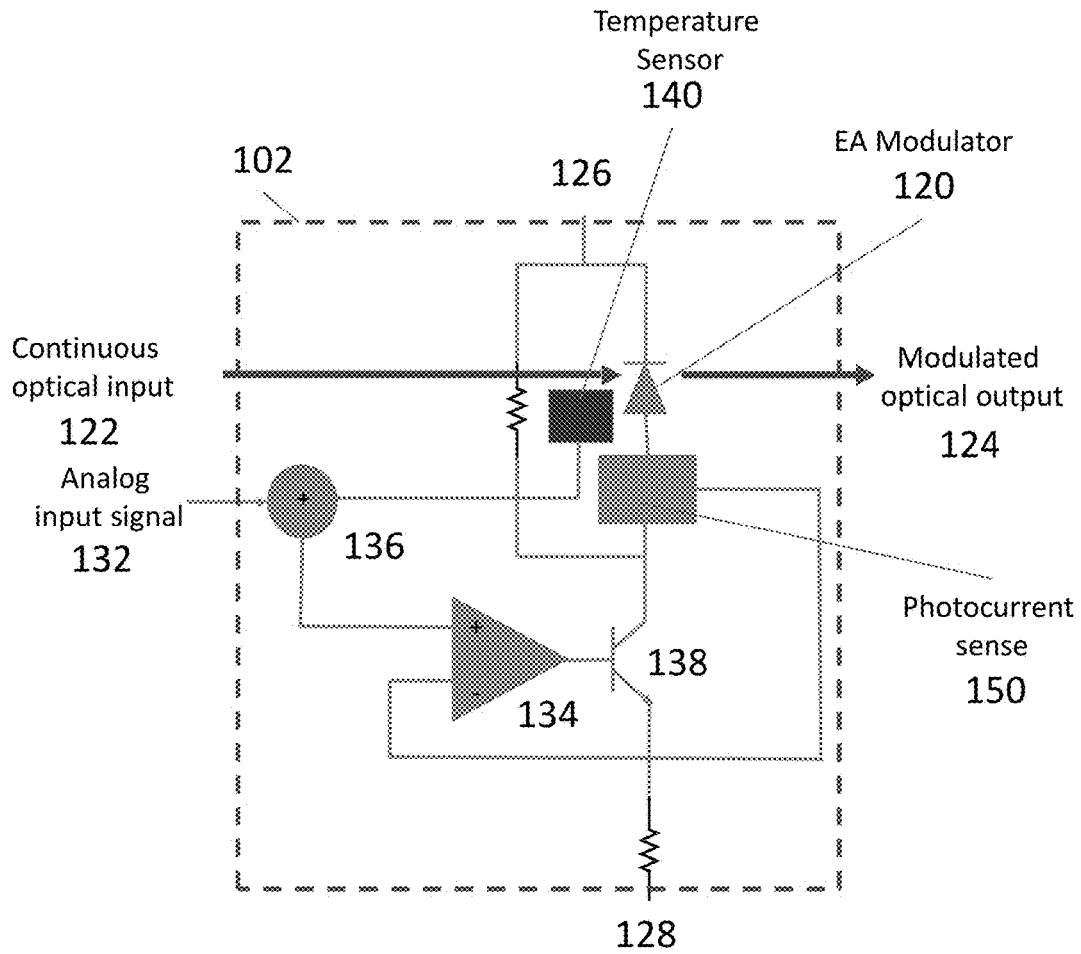 Temperature
Sensor
140
EA Modulator
120
102
126
Continuous
optical input
122
Modulated
optical output
124
Analog
input signal
132
+
136
Photocurrent
sense
150
+
-
134
138
128